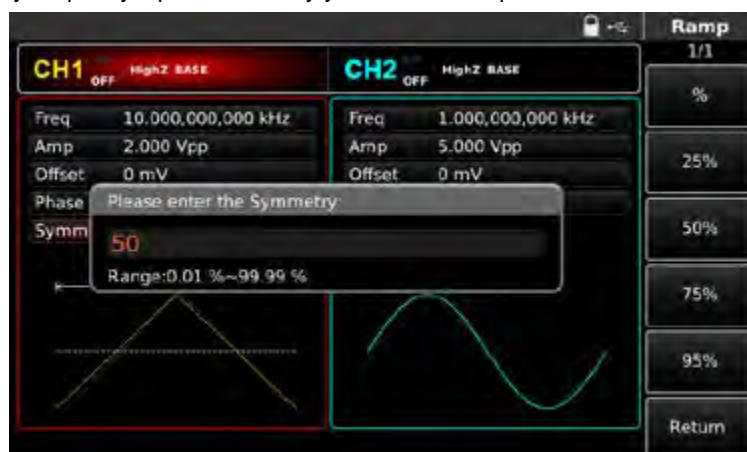 Ramp
1/1
CH1 OFF HighZ BASE
CH2 OFF HighZ BASE
Freq 10.000,000,000 kHz
Amp 2.000 Vpp
Offset 0 mV
Phase
Symm
Freq 1.000,000,000 kHz
Amp 5.000 Vpp
Offset 0 mV
Please enter the Symmetry
50
Range:0.01 %~99.99 %
%
25%
50%
75%
95%
Return